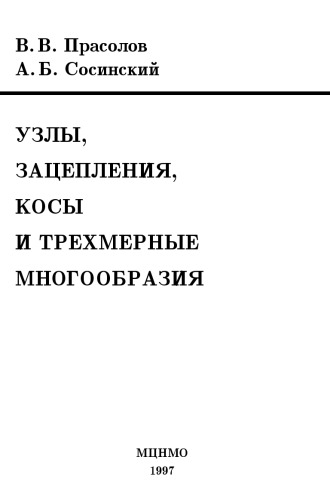 В. В. Прасолов
А. Б. Сосинский
УЗЛЫ,
ЗАЦЕПЛЕНИЯ,
КОСЫ
И ТРЕХМЕРНЫЕ
МНОГООБРАЗИЯ
МЦНМО
1997